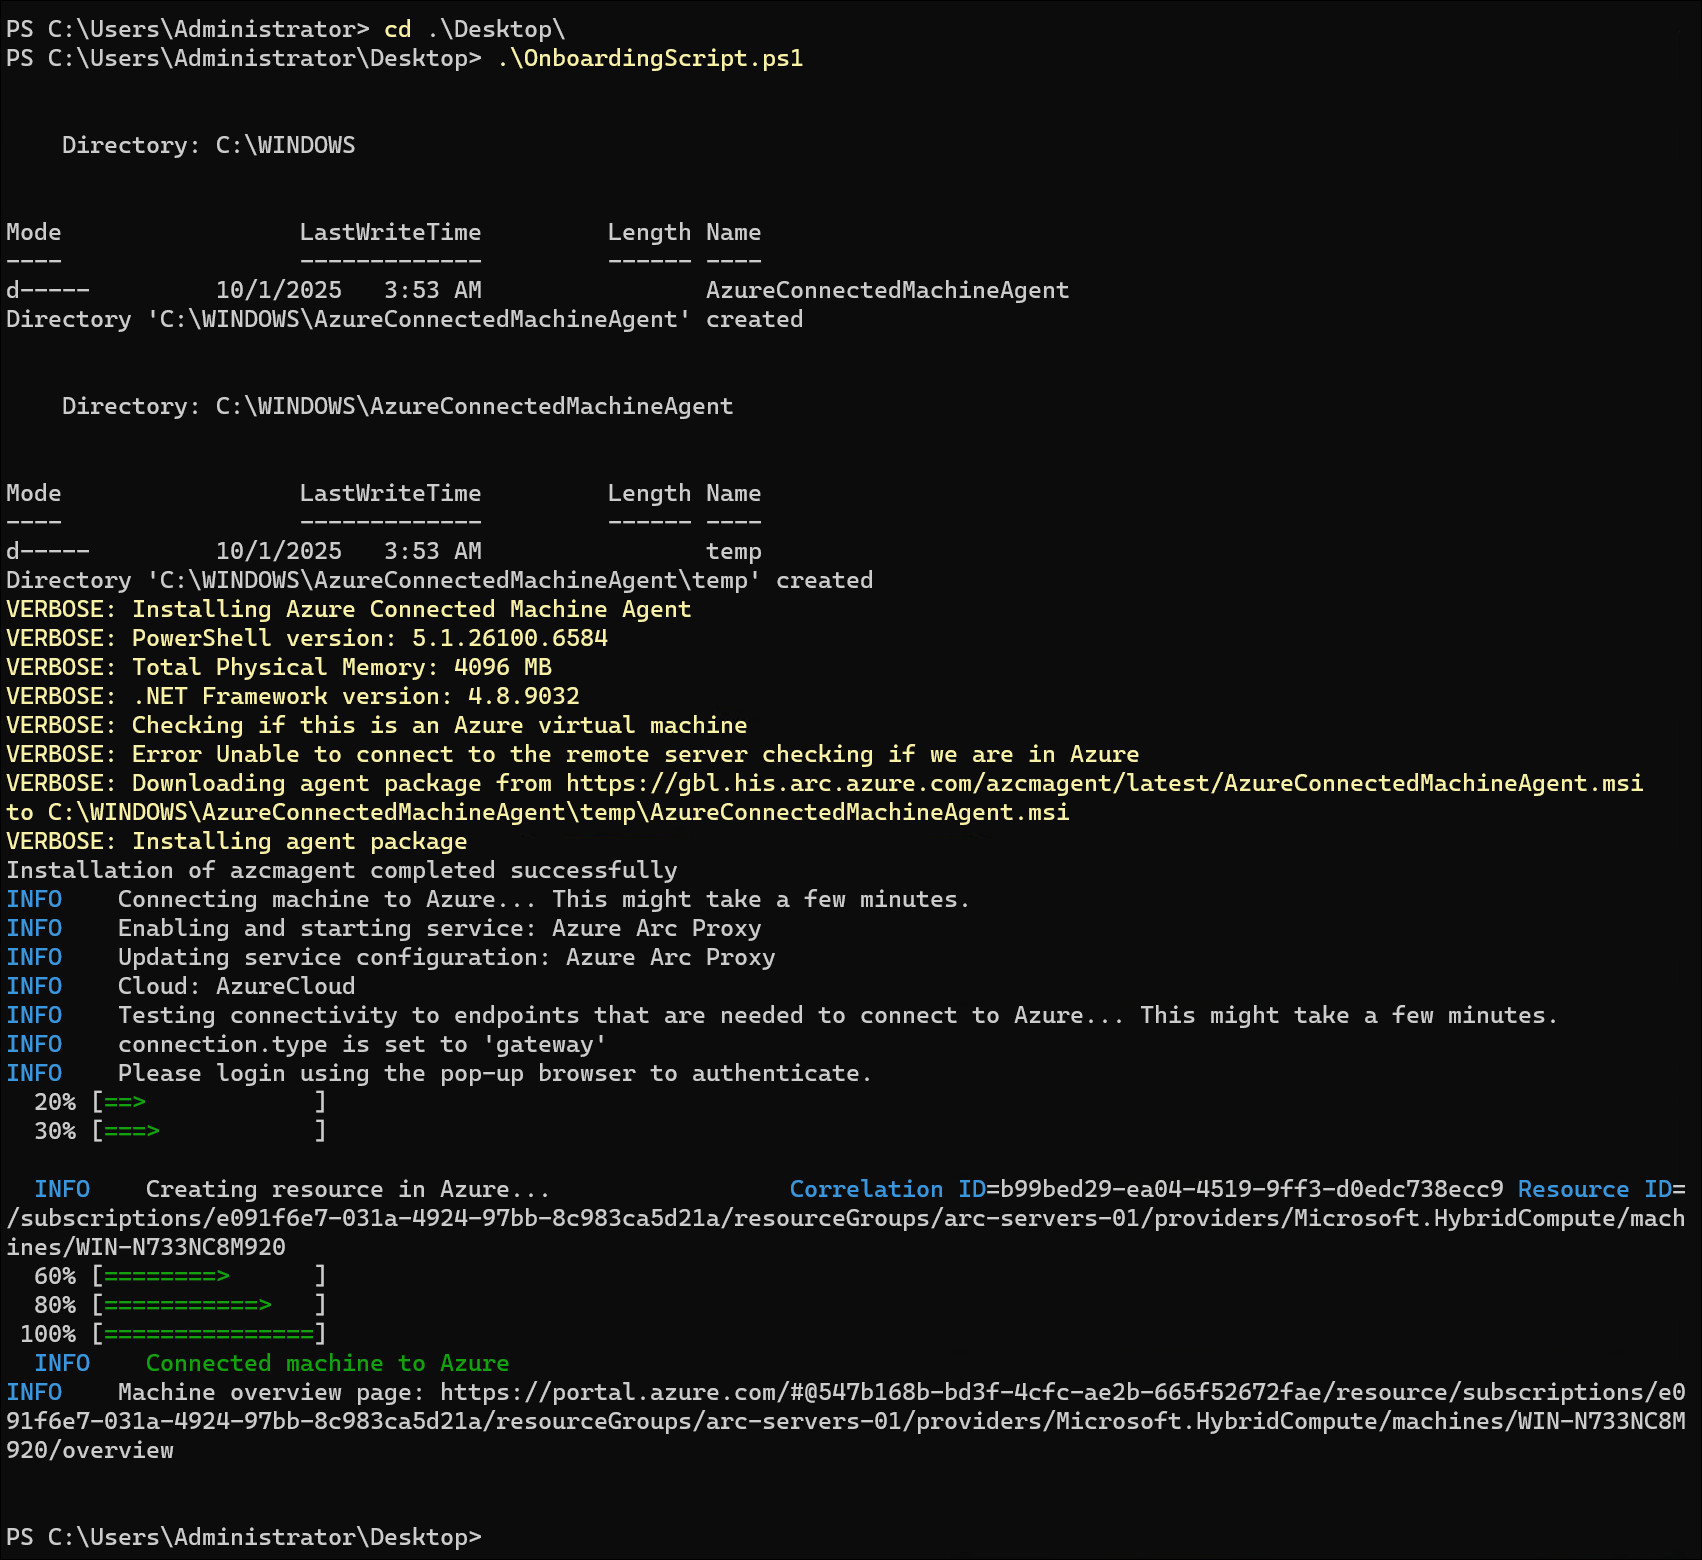 PS C:\Users\Administrator> cd .\Desktop\
PS C:\Users\Administrator\Desktop> .\OnboardingScript.ps1
Directory: C:\WINDOWS
Mode                 LastWriteTime         Length Name
----                 -------------         ------ ----
d-----         10/1/2025   3:53 AM                AzureConnectedMachineAgent
Directory 'C:\WINDOWS\AzureConnectedMachineAgent' created
Directory: C:\WINDOWS\AzureConnectedMachineAgent
Mode                 LastWriteTime         Length Name
----                 -------------         ------ ----
d-----         10/1/2025   3:53 AM                temp
Directory 'C:\WINDOWS\AzureConnectedMachineAgent\temp' created
VERBOSE: Installing Azure Connected Machine Agent
VERBOSE: PowerShell version: 5.1.26100.6584
VERBOSE: Total Physical Memory: 4096 MB
VERBOSE: .NET Framework version: 4.8.9032
VERBOSE: Checking if this is an Azure virtual machine
VERBOSE: Error Unable to connect to the remote server checking if we are in Azure
VERBOSE: Downloading agent package from https://gbl.his.arc.azure.com/azcmagent/latest/AzureConnectedMachineAgent.msi
to C:\WINDOWS\AzureConnectedMachineAgent\temp\AzureConnectedMachineAgent.msi
VERBOSE: Installing agent package
Installation of azcmagent completed successfully
INFO    Connecting machine to Azure... This might take a few minutes.
INFO    Enabling and starting service: Azure Arc Proxy
INFO    Updating service configuration: Azure Arc Proxy
INFO    Cloud: AzureCloud
INFO    Testing connectivity to endpoints that are needed to connect to Azure... This might take a few minutes.
INFO    connection.type is set to 'gateway'
INFO    Please login using the pop-up browser to authenticate.
20% [==>            ]
30% [===>           ]
INFO    Creating resource in Azure...                 Correlation ID=b99bed29-ea04-4519-9ff3-d0edc738ecc9 Resource ID=
/subscriptions/e091f6e7-031a-4924-97bb-8c983ca5d21a/resourceGroups/arc-servers-01/providers/Microsoft.HybridCompute/mach
ines/WIN-N733NC8M920
60% [========>      ]
80% [===========>   ]
100% [===============]
INFO    Connected machine to Azure
INFO    Machine overview page: https://portal.azure.com/#@547b168b-bd3f-4cfc-ae2b-665f52672fae/resource/subscriptions/e0
91f6e7-031a-4924-97bb-8c983ca5d21a/resourceGroups/arc-servers-01/providers/Microsoft.HybridCompute/machines/WIN-N733NC8M
920/overview
PS C:\Users\Administrator\Desktop>